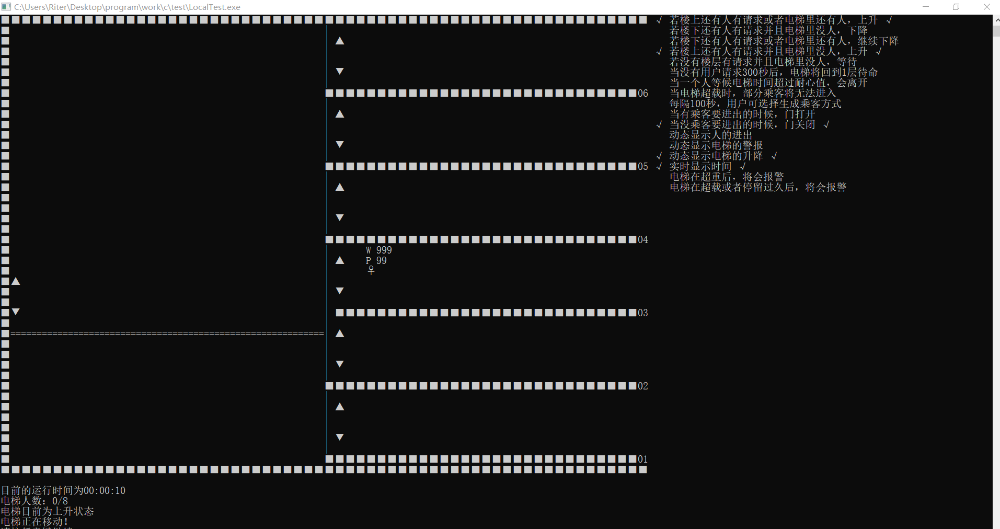 C:\Users\Riter\Desktop\program\work\c\test\LocalTest.exe
√ 若楼上还有人有请求或者电梯里还有人，上升 √
若楼下还有人有请求并且电梯里没人，下降
若楼下还有人有请求或者电梯里还有人，继续下降
√ 若楼上还有人有请求并且电梯里没人，上升 √
若没有楼层有请求并且电梯里没人，等待
当没有用户请求300秒后，电梯将回到1层待命
当一个人等候电梯时间超过耐心值，会离开
当电梯超载时，部分乘客将无法进入
每隔100秒，用户可选择生成乘客方式
当有乘客要进出的时候，门打开
√ 当没乘客要进出的时候，门关闭 √
动态显示人的进出
动态显示电梯的警报
√ 动态显示电梯的升降 √
√ 实时显示时间 √
电梯在超重后，将会报警
电梯在超载或者停留过久后，将会报警
06
05
04
W 999
P 99
♀
03
02
01
目前的运行时间为00:00:10
电梯人数：0/8
电梯目前为上升状态
电梯正在移动！